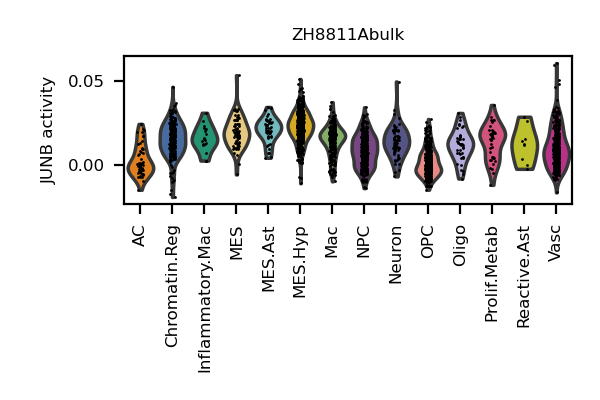 ZH8811Abulk
JUNB activity
0.05
0.00
AC
Chromatin.Reg
Inflammatory.Mac
MES
MES.Ast
MES.Hyp
Mac
NPC
Neuron
OPC
Oligo
Prolif.Metab
Reactive.Ast
Vasc